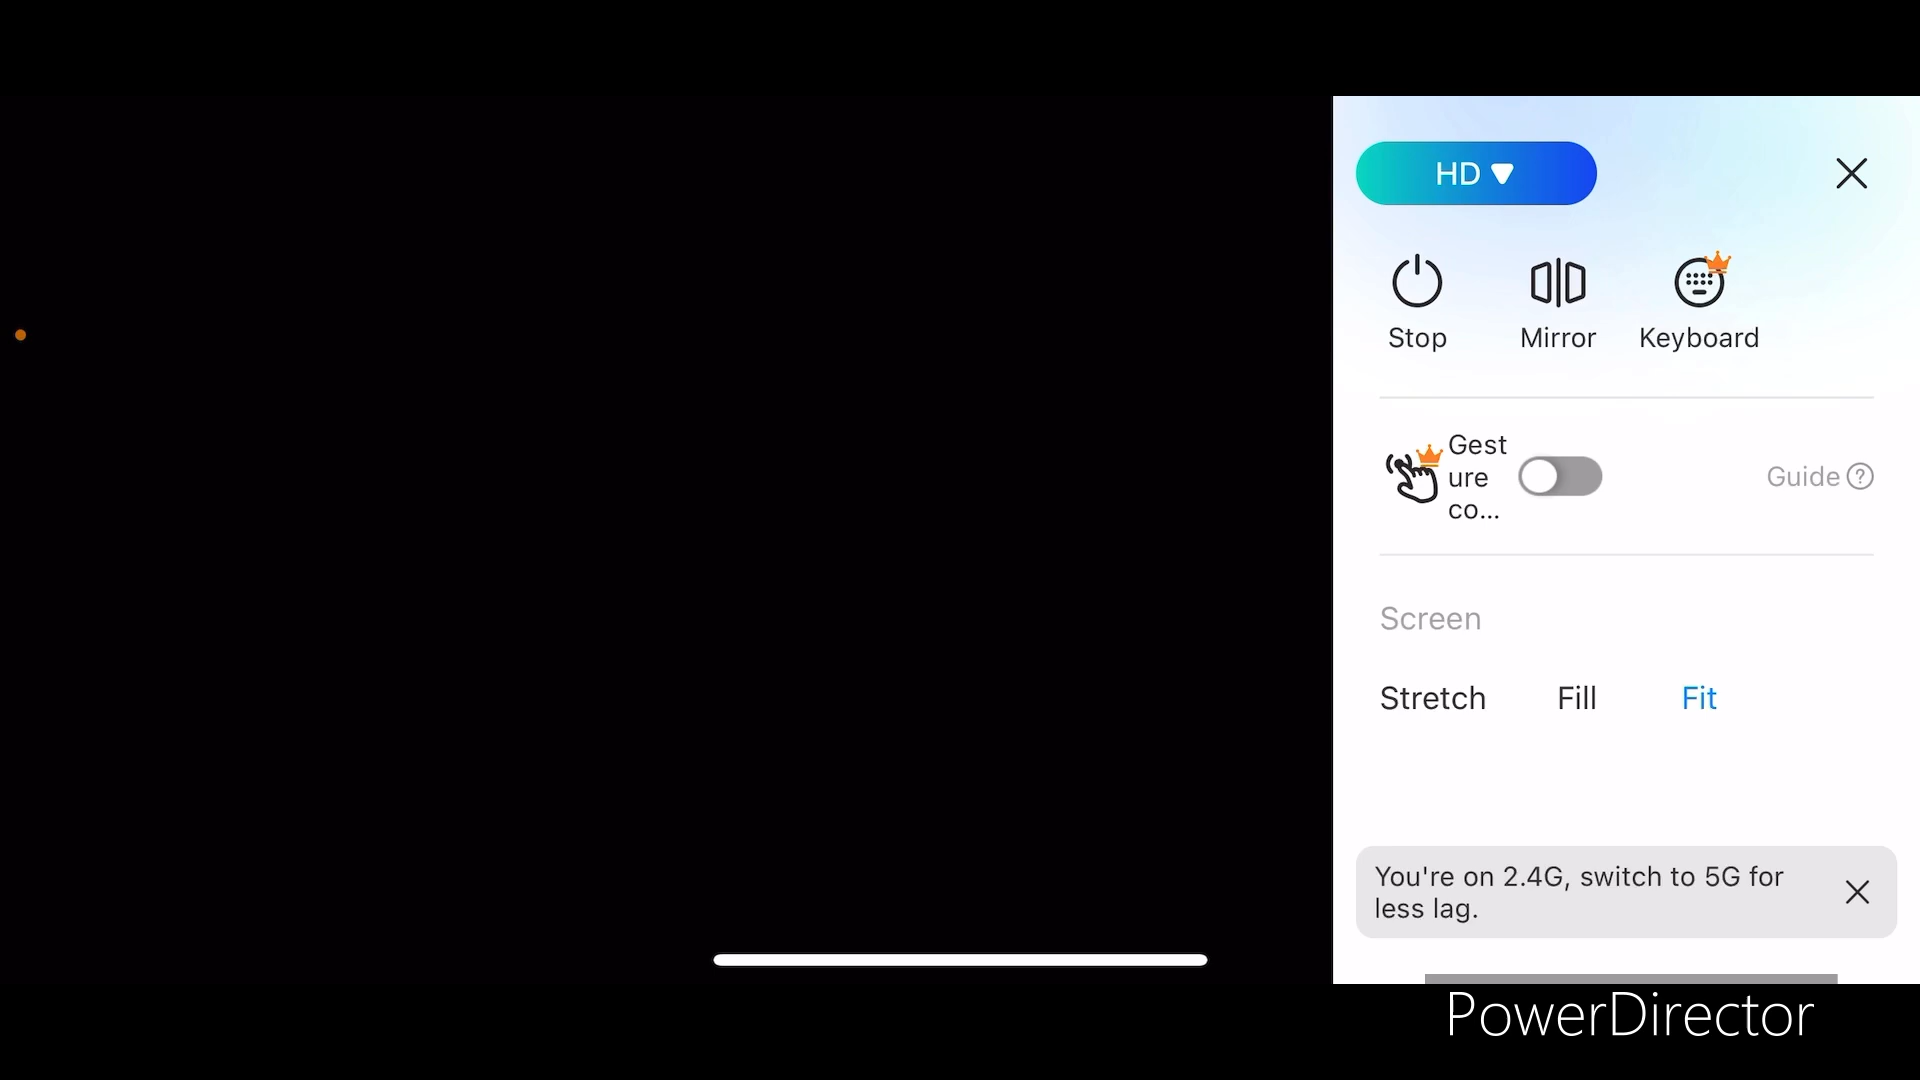 HD
Stop
Mirror
Keyboard
Gest
ure
co...
Guide
Screen
Stretch
Fill
Fit
You're on 2.4G, switch to 5G for
less lag.
PowerDirector